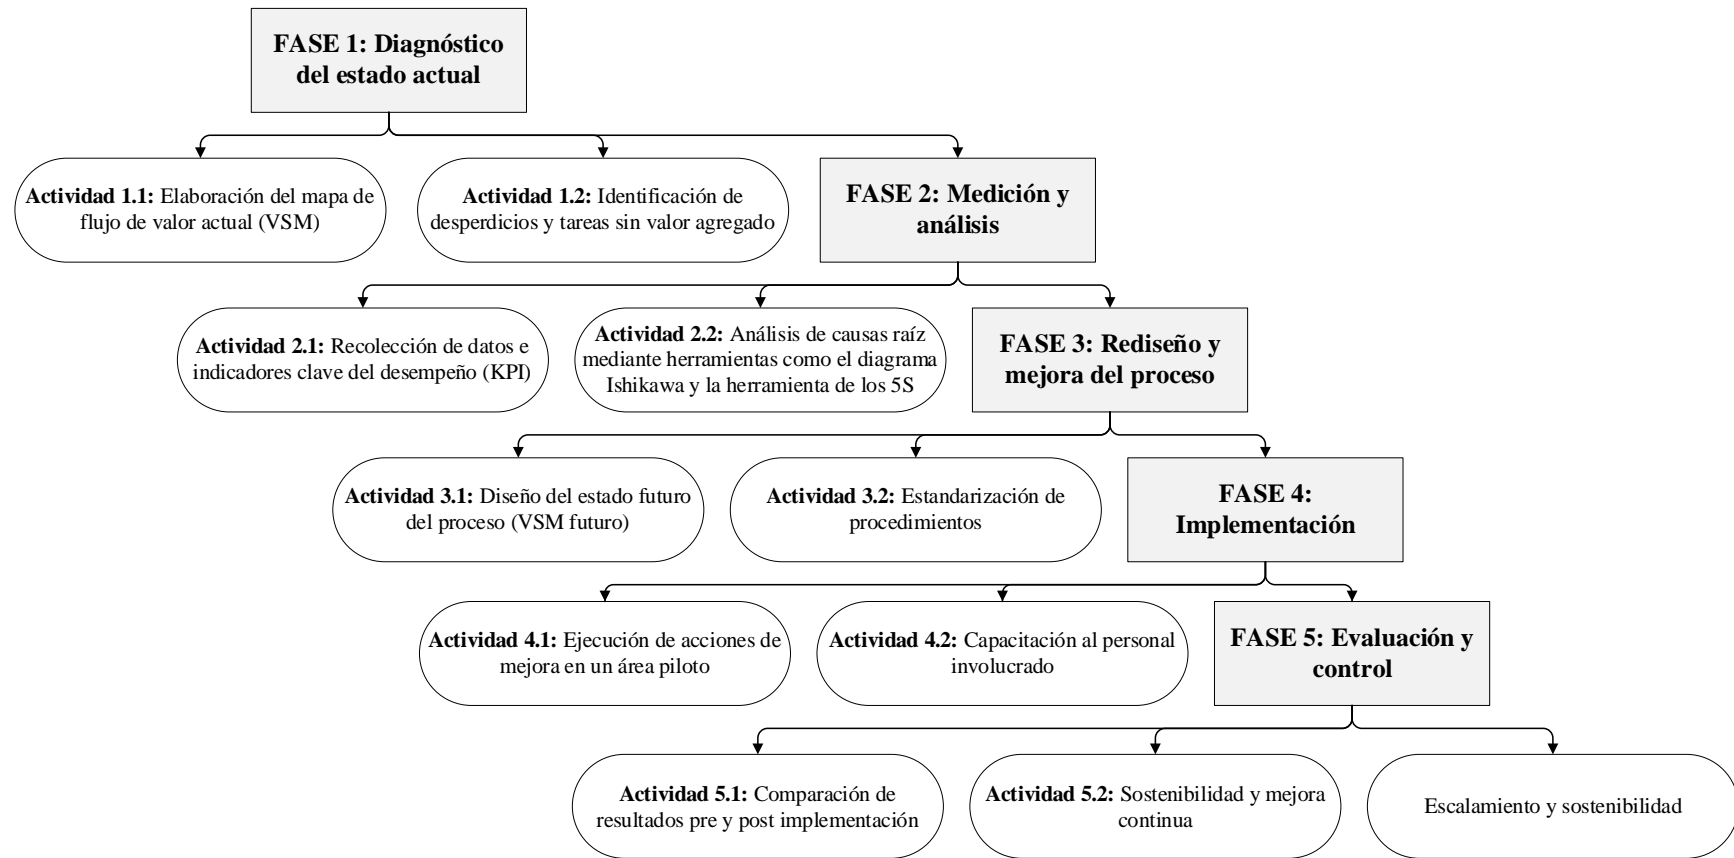 FASE 1: Diagnóstico
del estado actual
Actividad 1.1: Elaboración del mapa de
flujo de valor actual (VSM)
Actividad 1.2: Identificación de
desperdicios y tareas sin valor agregado
FASE 2: Medición y
análisis
Actividad 2.1: Recolección de datos e
indicadores clave del desempeño (KPI)
Actividad 2.2: Análisis de causas raíz
mediante herramientas como el diagrama
Ishikawa y la herramienta de los 5S
FASE 3: Rediseño y
mejora del proceso
Actividad 3.1: Diseño del estado futuro
del proceso (VSM futuro)
Actividad 3.2: Estandarización de
procedimientos
FASE 4:
Implementación
Actividad 4.1: Ejecución de acciones de
mejora en un área piloto
Actividad 4.2: Capacitación al personal
involucrado
FASE 5: Evaluación y
control
Actividad 5.1: Comparación de
resultados pre y post implementación
Actividad 5.2: Sostenibilidad y mejora
continua
Escalamiento y sostenibilidad